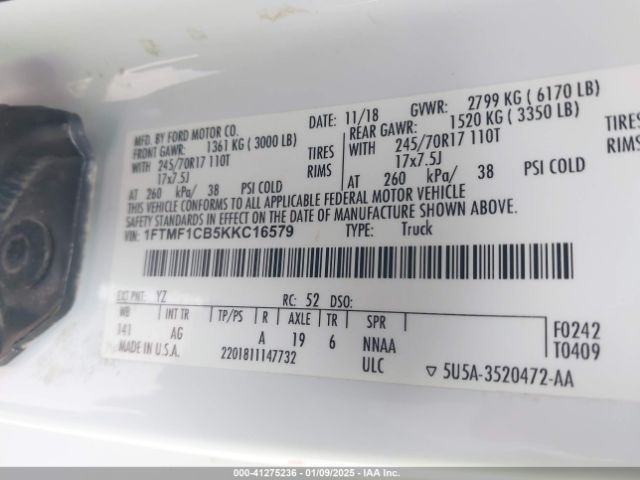 MFD. BY FORD MOTOR CO.
DATE: 11/18 GVWR: 2799 KG ( 6170 LB)
FRONT GAWR: 1361 KG ( 3000 LB) REAR GAWR: 1520 KG ( 3350 LB)
WITH 245/70R17 110T TIRES WITH 245/70R17 110T TIRES
17x7.5J RIMS 17x7.5J RIMS
AT 260 kPa/ 38 PSI COLD AT 260 kPa/ 38 PSI COLD
THIS VEHICLE CONFORMS TO ALL APPLICABLE FEDERAL MOTOR VEHICLE
SAFETY STANDARDS IN EFFECT ON THE DATE OF MANUFACTURE SHOWN ABOVE.
VIN: 1FTMF1CB5KKC16579 TYPE: Truck
EXT PNT: YZ RC: 52 DSO:
WB INT TR TP/PS R AXLE TR SPR
141 AG A 19 6 NNAA
F0242
T0409
MADE IN U.S.A. 2201811147732 ULC
▽ 5U5A-3520472-AA
000-41275236 - 01/09/2025 - IAA Inc.